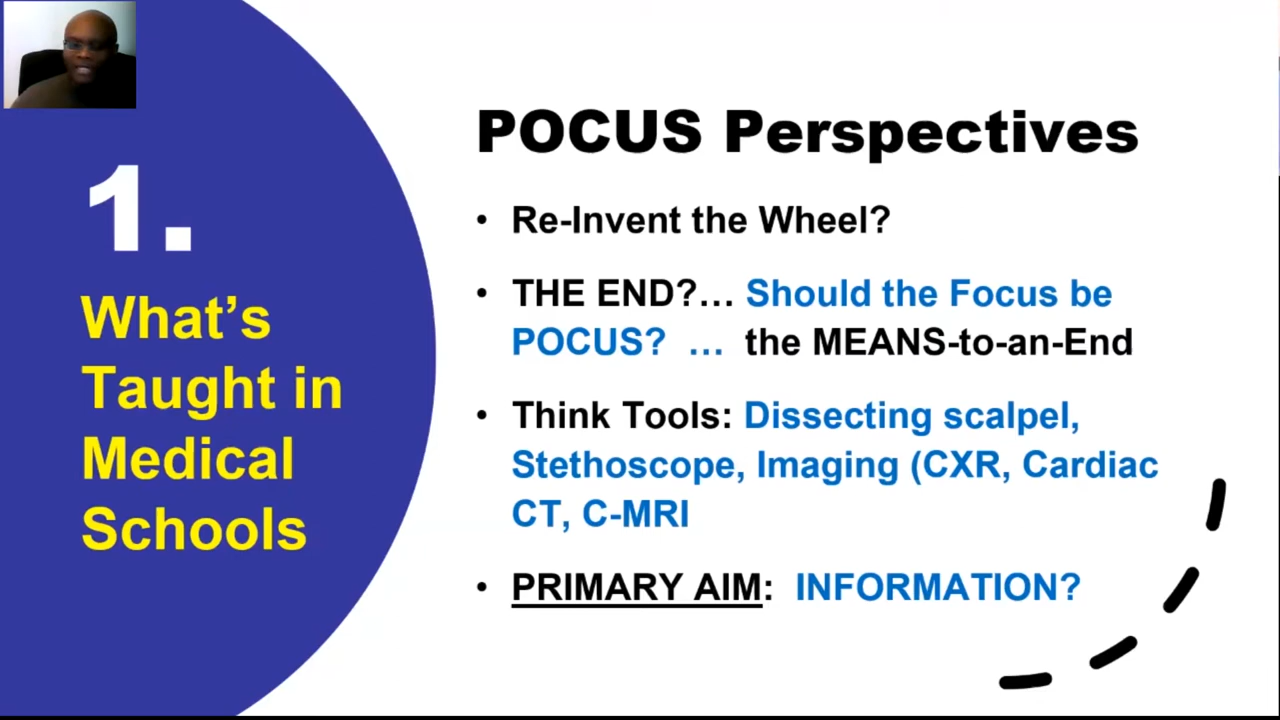 1.
What's
Taught in
Medical
Schools
POCUS Perspectives
• Re-Invent the Wheel?
• THE END?... Should the Focus be
POCUS? ... the MEANS-to-an-End
• Think Tools: Dissecting scalpel,
Stethoscope, Imaging (CXR, Cardiac
CT, C-MRI
• PRIMARY AIM: INFORMATION?